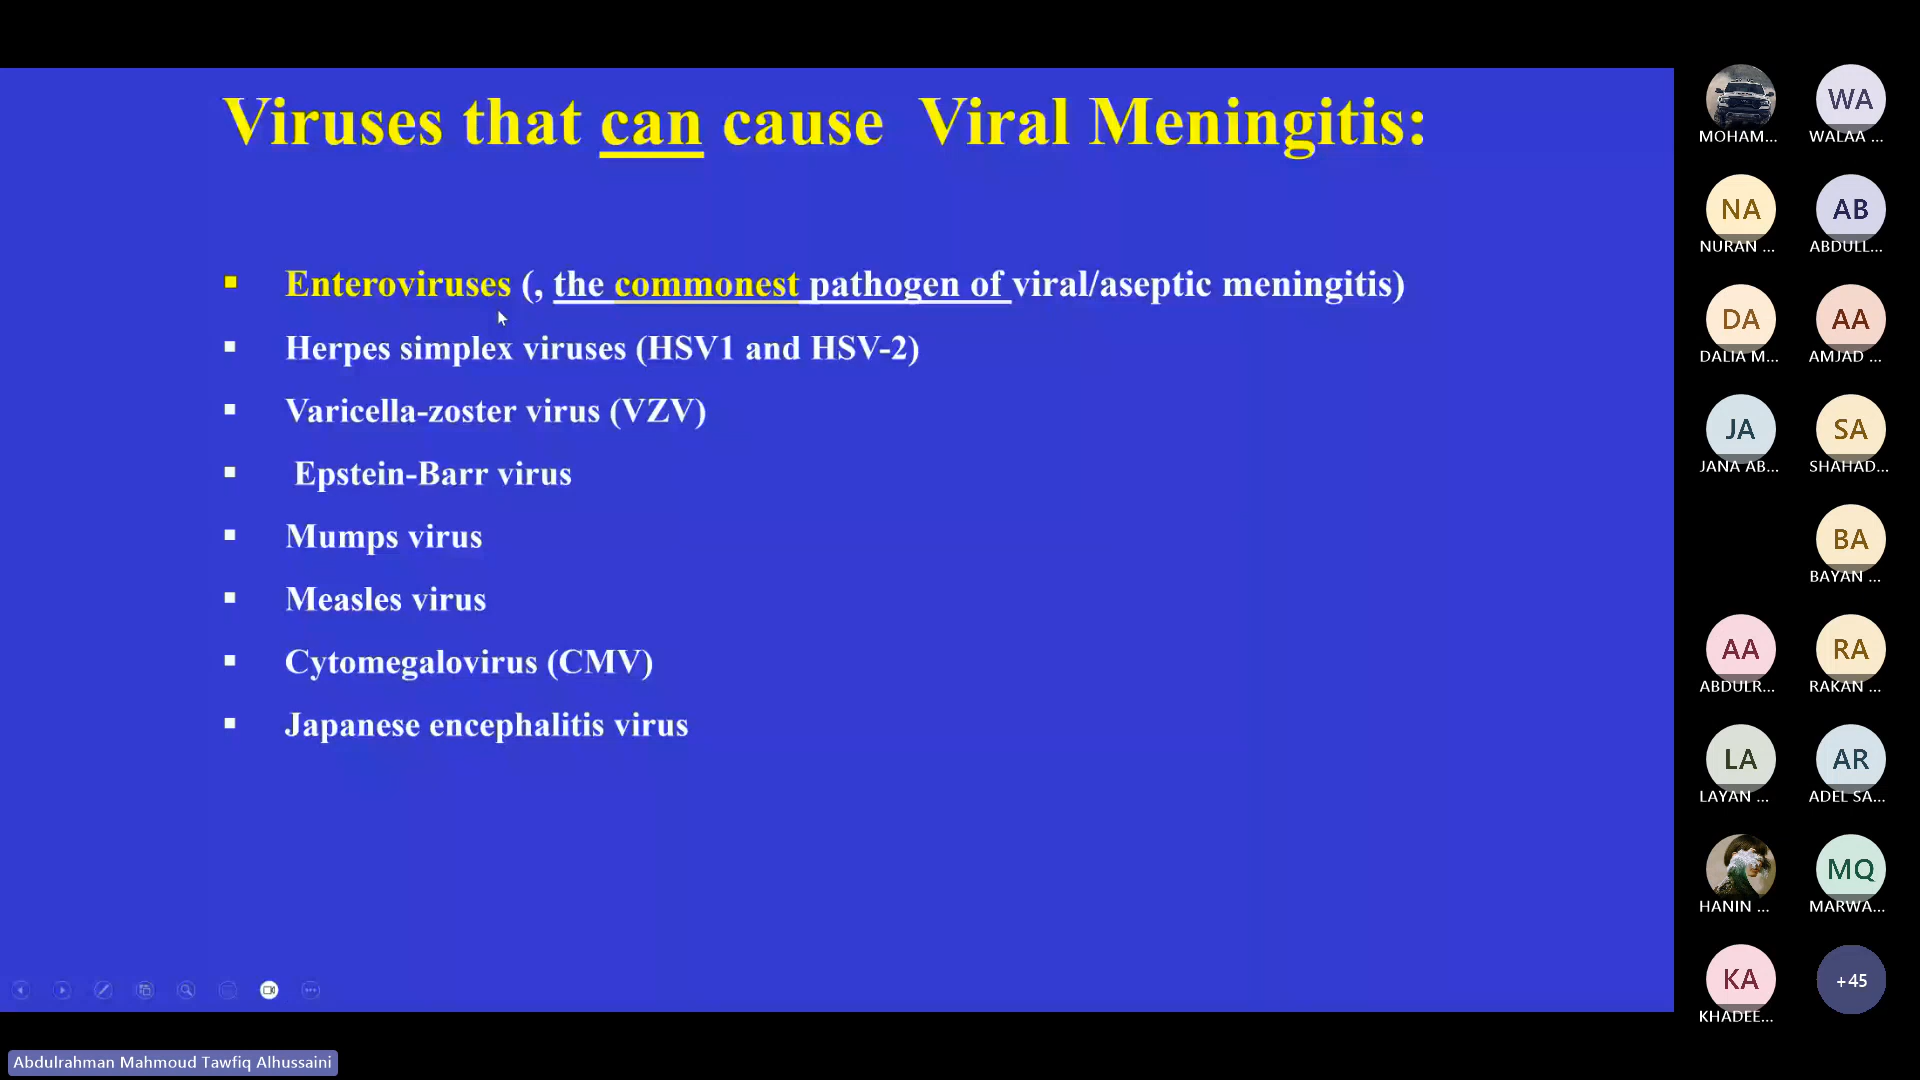 Viruses that can cause Viral Meningitis:
▪ Enteroviruses (, the commonest pathogen of viral/aseptic meningitis)
▪ Herpes simplex viruses (HSV1 and HSV-2)
▪ Varicella-zoster virus (VZV)
▪ Epstein-Barr virus
▪ Mumps virus
▪ Measles virus
▪ Cytomegalovirus (CMV)
▪ Japanese encephalitis virus
MOHAM...
WA
WALAA ...
NA
NURAN ...
AB
ABDULL...
DA
DALIA M...
AA
AMJAD ...
JA
JANA AB...
SA
SHAHAD...
BA
BAYAN ...
AA
ABDULR...
RA
RAKAN ...
LA
LAYAN ...
AR
ADEL SA...
HANIN ...
MQ
MARWA...
KA
KHADEE...
+45
Abdulrahman Mahmoud Tawfiq Alhussaini